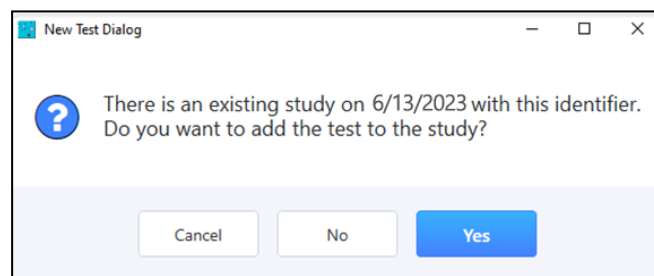 New Test Dialog
There is an existing study on 6/13/2023 with this identifier.
Do you want to add the test to the study?
Cancel
No
Yes